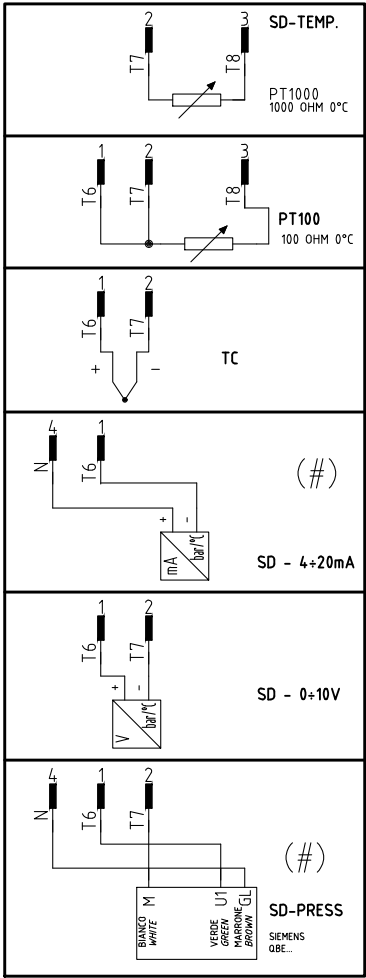 2 3 SD-TEMP.
T7 T8
PT1000
1000 OHM 0°C
1 2 3
T6 T7 T8
PT100
100 OHM 0°C
1 2
T6 T7
+ -
TC
4 1
N T6
(#)
+ -
mA bar/°C
SD - 4÷20mA
1 2
T6 T7
+ -
V bar/°C
SD - 0÷10V
4 1 2
N T6 T7
(#)
M U1 GL
BIANCO VERDE MARRONE
WHITE GREEN BROWN
SD-PRESS
SIEMENS
QBE...